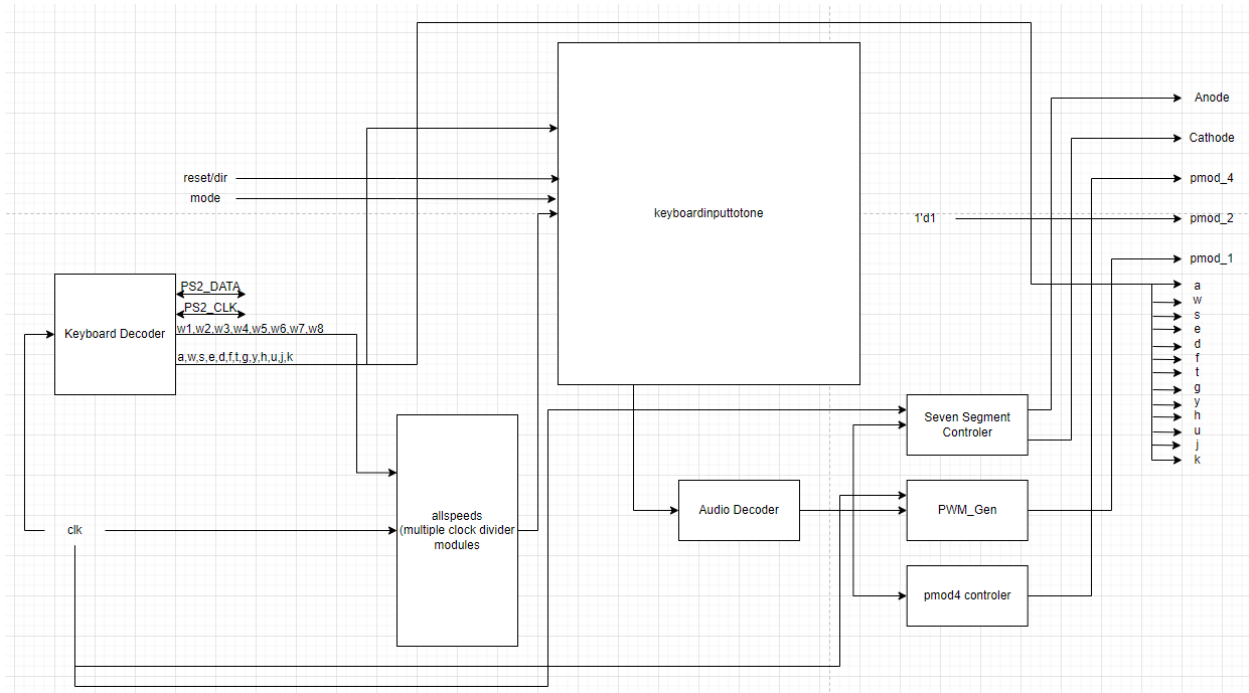 Anode
Cathode
reset/dir
pmod_4
mode
keyboardinputtotone
1'd1
pmod_2
pmod_1
PS2_DATA
a
w
PS2_CLK
s
Keyboard Decoder
w1,w2,w3,w4,w5,w6,w7,w8
e
d
a,w,s,e,d,f,t,g,y,h,u,j,k
f
t
g
y
h
u
j
k
Seven Segment
Controler
allspeeds
(multiple clock divider
modules
Audio Decoder
PWM_Gen
clk
pmod4 controler